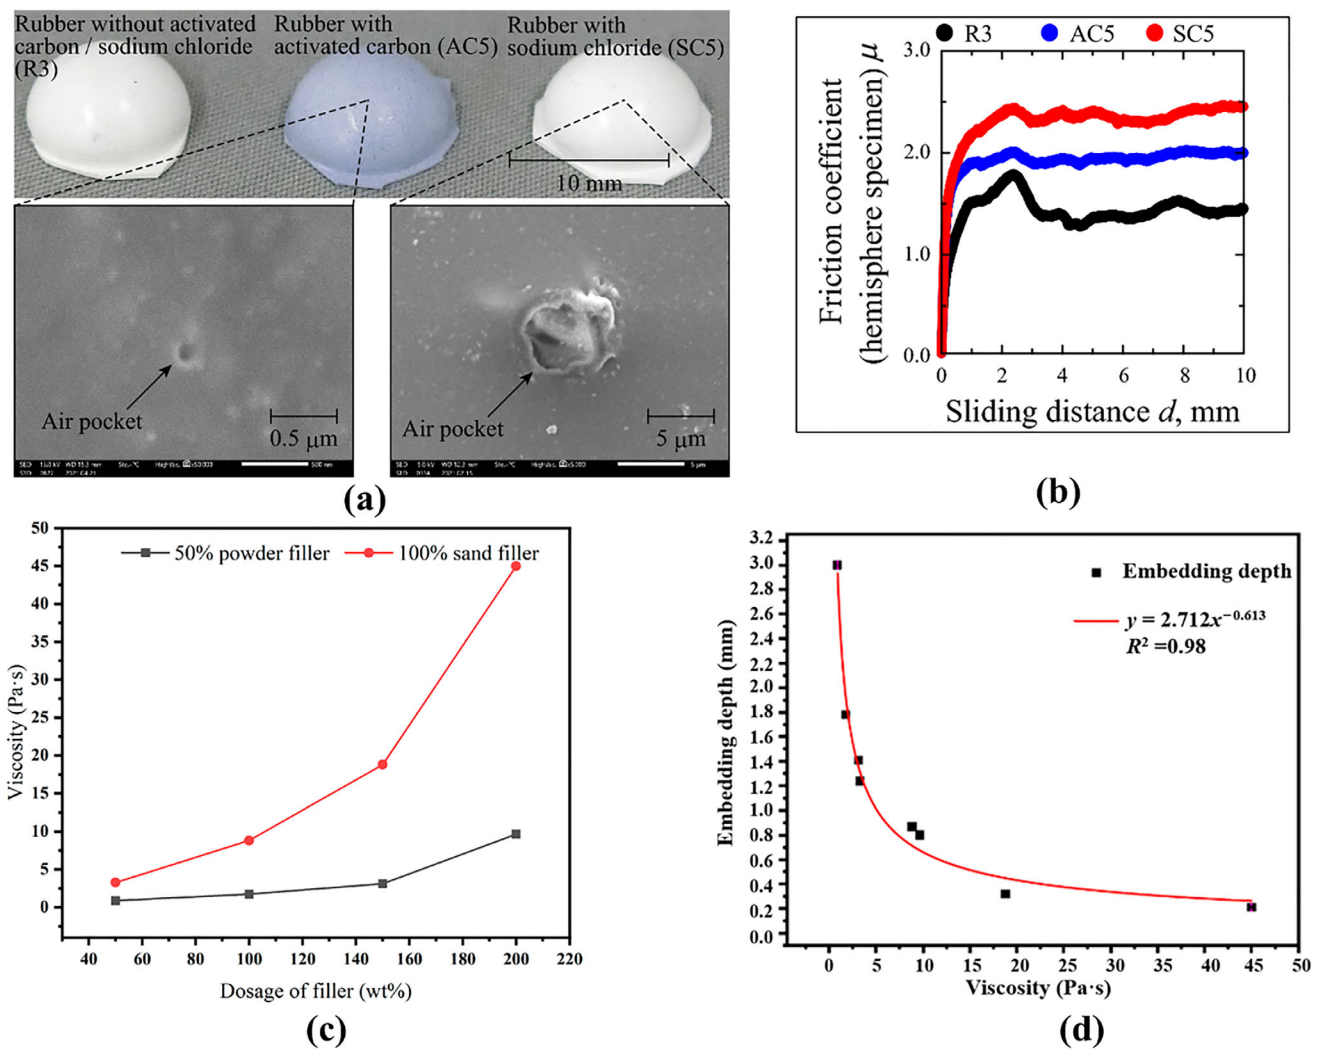 Rubber without activated
carbon / sodium chloride
(R3)
Rubber with
activated carbon (AC5)
Rubber with
sodium chloride (SC5)
10 mm
Air pocket
0.5 μm
Air pocket
5 μm
500 nm
5 μm
(a)
R3 AC5 SC5
Friction coefficient
(hemisphere specimen) μ
3.0
2.0
1.0
0.0
0 2 4 6 8 10
Sliding distance d, mm
(b)
50% powder filler 100% sand filler
Viscosity (Pa·s)
50
45
40
35
30
25
20
15
10
5
0
40 60 80 100 120 140 160 180 200 220
Dosage of filler (wt%)
(c)
Embedding depth
y = 2.712x⁻⁰·⁶¹³
R² =0.98
Embedding depth (mm)
3.2
3.0
2.8
2.6
2.4
2.2
2.0
1.8
1.6
1.4
1.2
1.0
0.8
0.6
0.4
0.2
0.0
0 5 10 15 20 25 30 35 40 45 50
Viscosity (Pa·s)
(d)